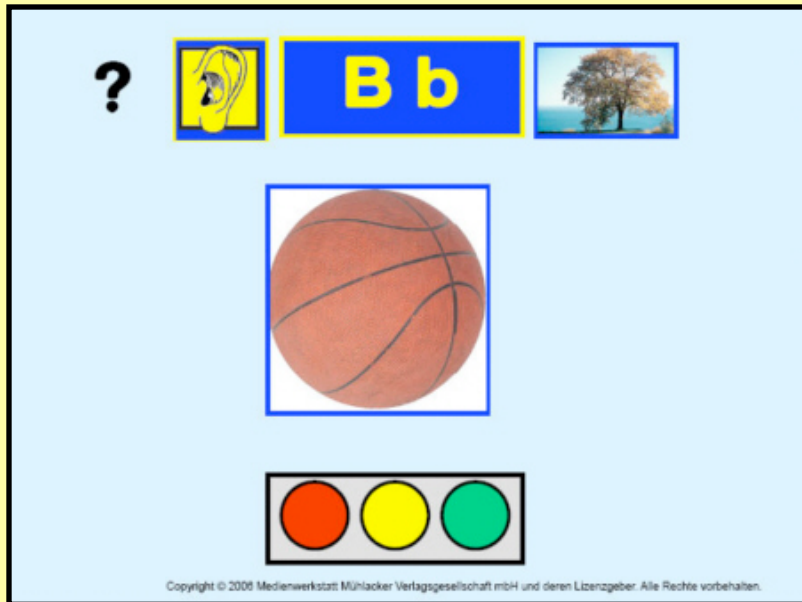 ? B b
Copyright © 2006 Medienwerkstatt Mühlacker Verlagsgesellschaft mbH und deren Lizenzgeber. Alle Rechte vorbehalten.